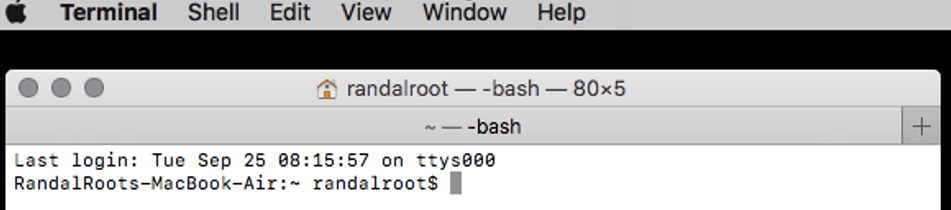 Terminal Shell Edit View Window Help
randalroot — -bash — 80×5
~ — -bash
Last login: Tue Sep 25 08:15:57 on ttys000
RandalRoots-MacBook-Air:~ randalroot$